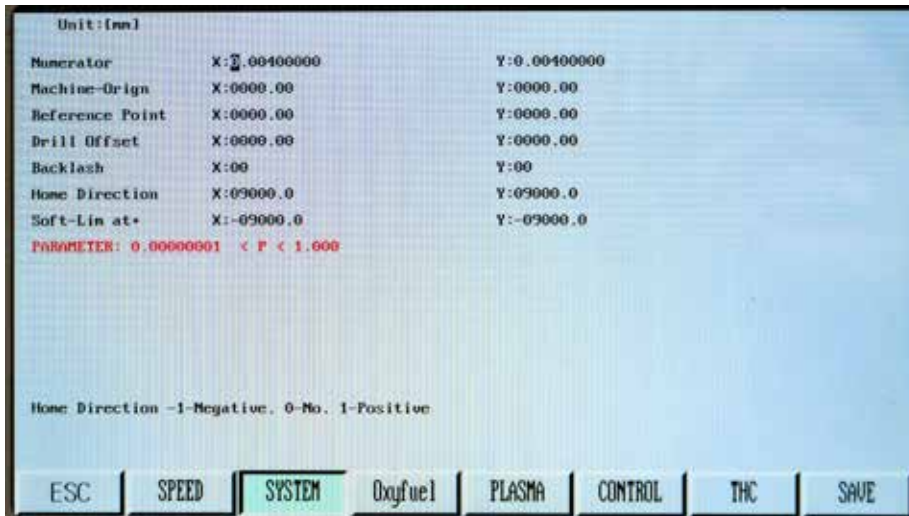 Unit:[mm]
Numerator X:0.00400000 Y:0.00400000
Machine-Orign X:0000.00 Y:0000.00
Reference Point X:0000.00 Y:0000.00
Drill Offset X:0000.00 Y:0000.00
Backlash X:00 Y:00
Home Direction X:09000.0 Y:09000.0
Soft-Lim at+ X:-09000.0 Y:-09000.0
PARAMETER: 0.00000001 < P < 1.000
Home Direction -1-Negative. 0-No. 1-Positive
ESC SPEED SYSTEM Oxyfuel PLASMA CONTROL THC SAVE